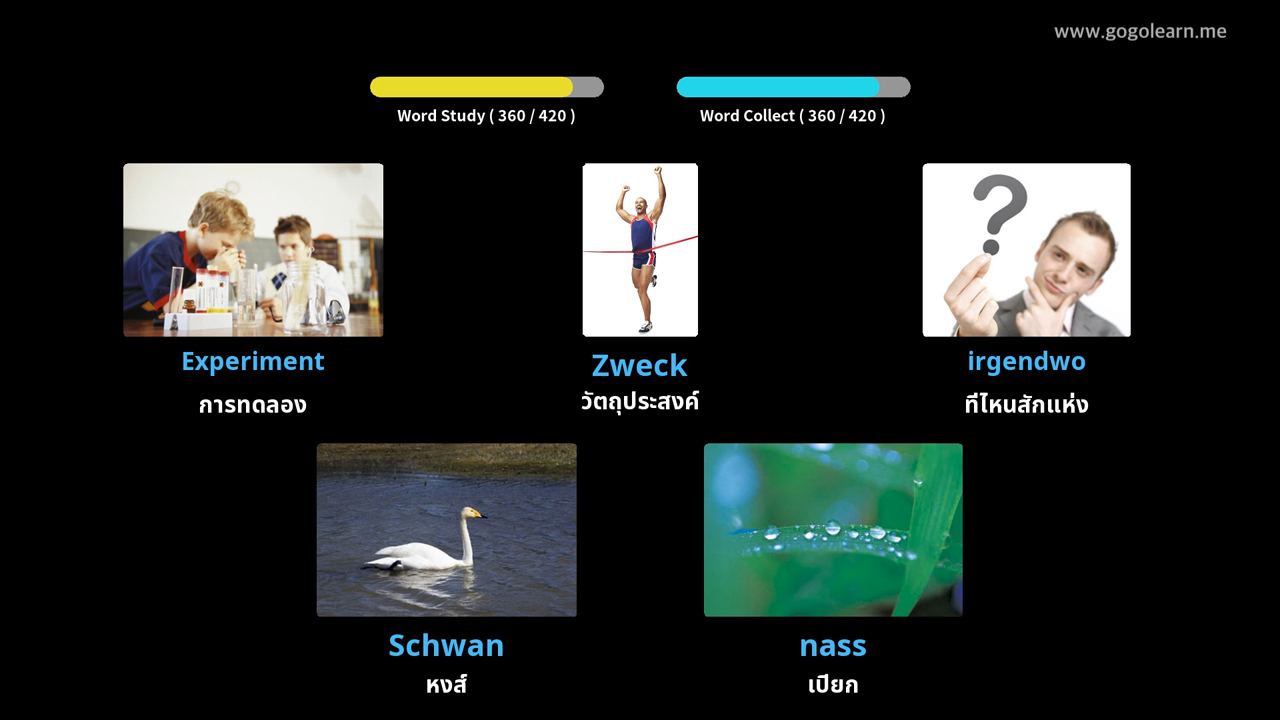 www.gogolearn.me
Word Study ( 360 / 420 )
Word Collect ( 360 / 420 )
Experiment
การทดลอง
Zweck
วัตถุประสงค์
irgendwo
ที่ไหนสักแห่ง
Schwan
หงส์
nass
เปียก